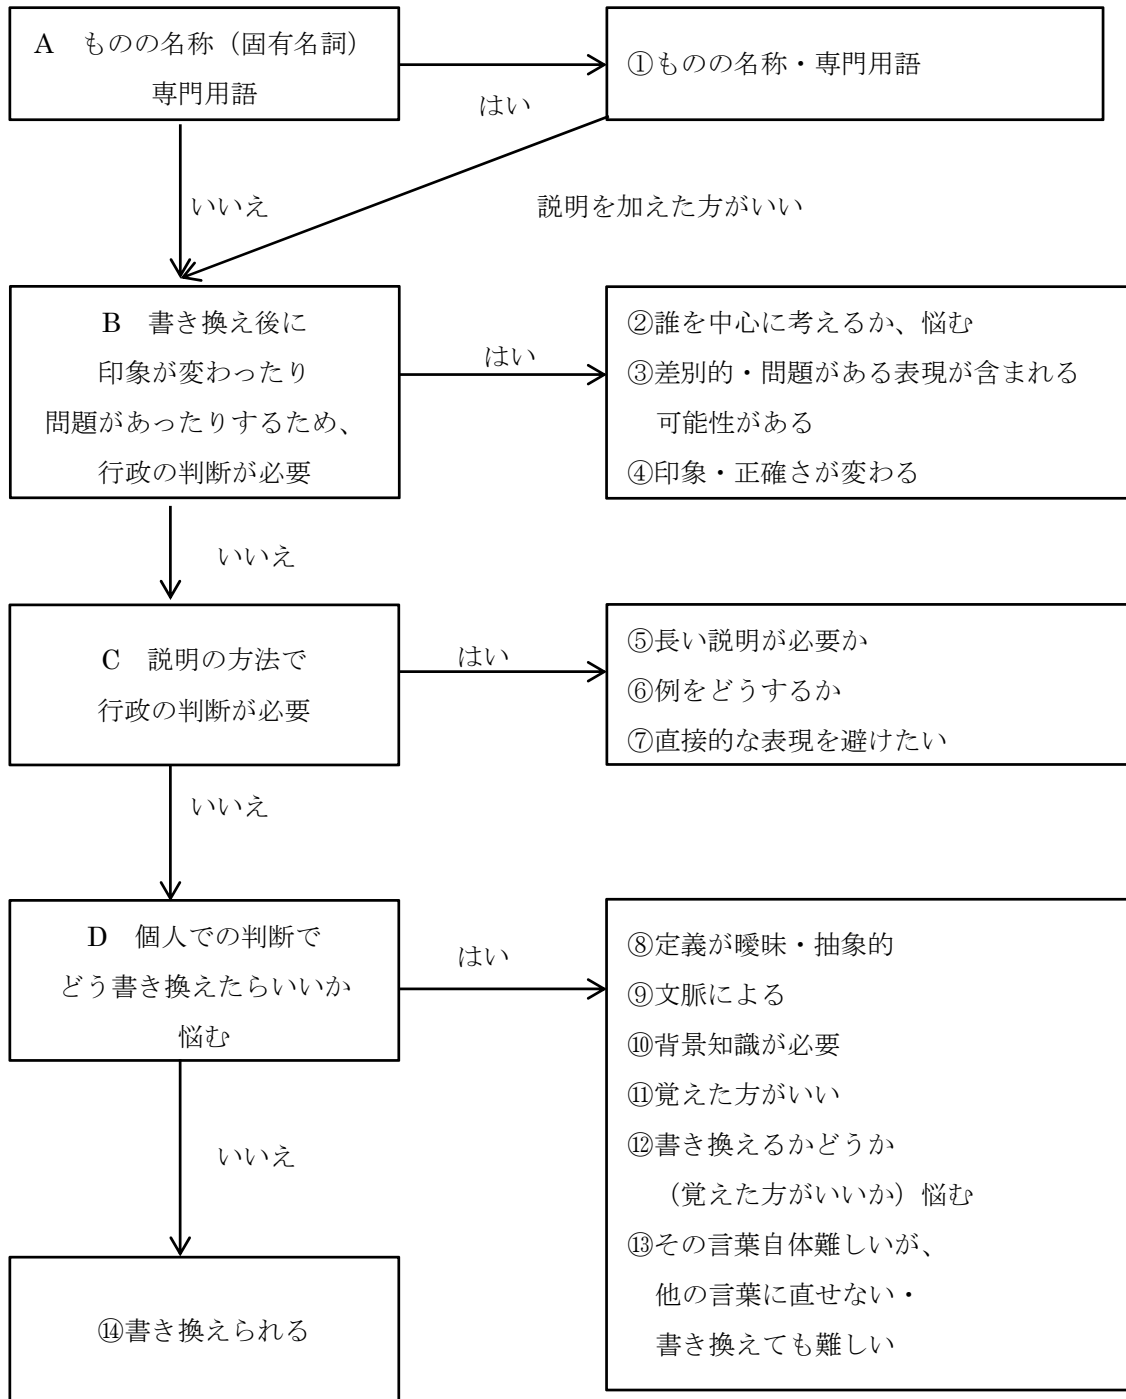 A　ものの名称（固有名詞）
専門用語
はい
①ものの名称・専門用語
いいえ
説明を加えた方がいい
B　書き換え後に
印象が変わったり
問題があったりするため、
行政の判断が必要
はい
②誰を中心に考えるか、悩む
③差別的・問題がある表現が含まれる
可能性がある
④印象・正確さが変わる
いいえ
C　説明の方法で
行政の判断が必要
はい
⑤長い説明が必要か
⑥例をどうするか
⑦直接的な表現を避けたい
いいえ
D　個人での判断で
どう書き換えたらいいか
悩む
はい
⑧定義が曖昧・抽象的
⑨文脈による
⑩背景知識が必要
⑪覚えた方がいい
⑫書き換えるかどうか
（覚えた方がいいか）悩む
⑬その言葉自体難しいが、
他の言葉に直せない・
書き換えても難しい
いいえ
⑭書き換えられる